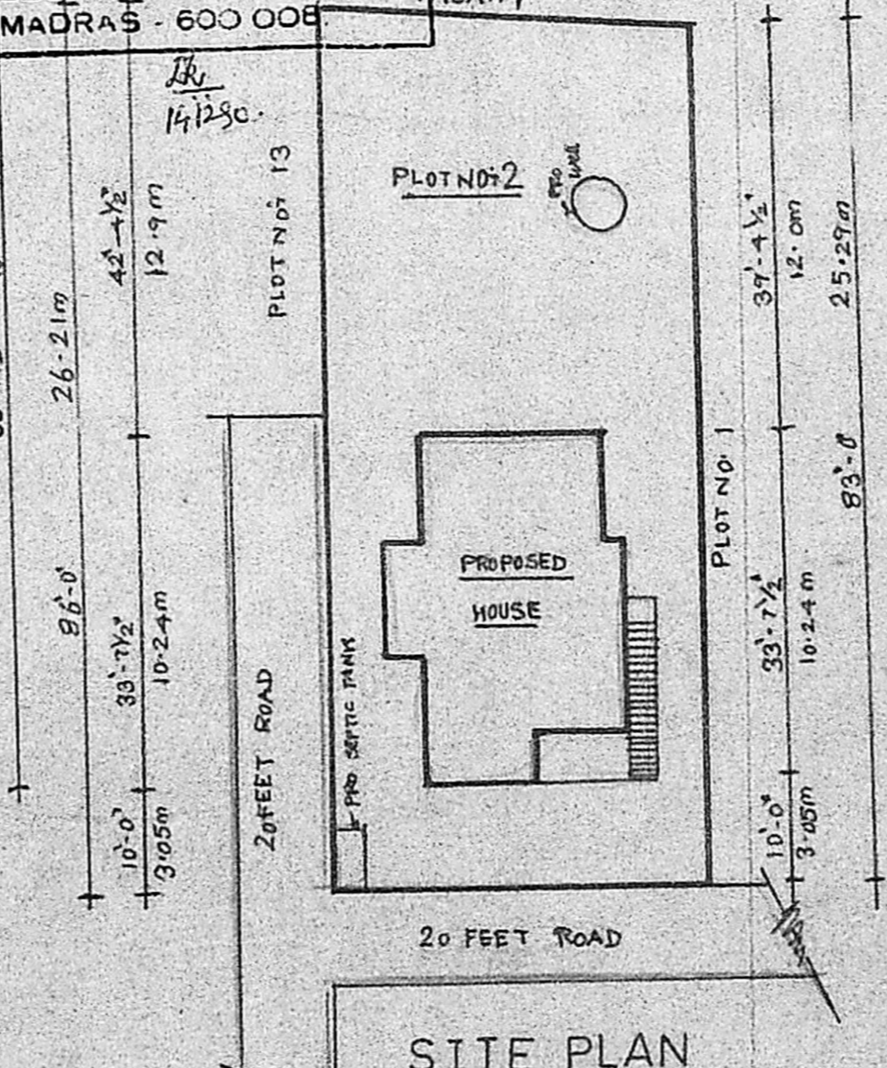 MADRAS - 600 008.
14/12/90.
PLOT NO: 13
PLOT NO: 2
PRO WELL
42'-4½"
12.9m
26.21m
86'-0"
33'-7½"
10.24m
10'-0"
3.05m
39'-4½"
12.0m
25.29m
83'-0"
33'-7½"
10.24m
10'-0"
3.05m
PLOT NO. 1
PROPOSED
HOUSE
PRO SEPTIC TANK
20 FEET ROAD
20 FEET ROAD
SITE PLAN